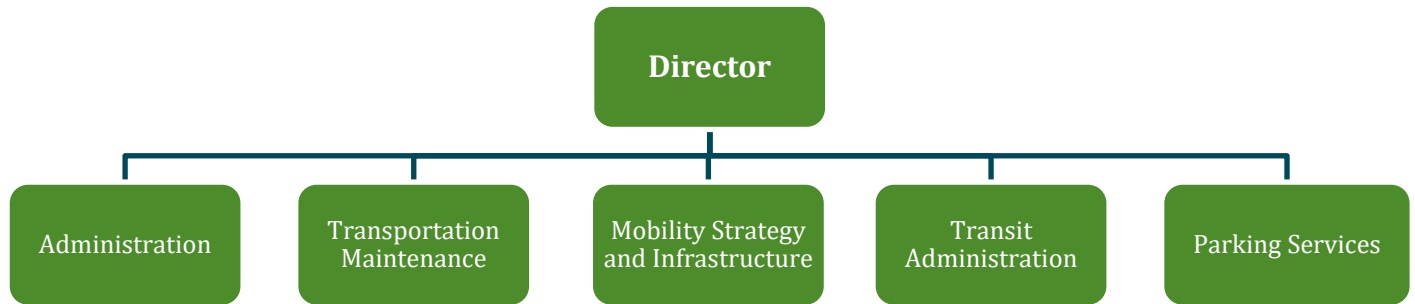 Director
Administration
Transportation
Maintenance
Mobility Strategy
and Infrastructure
Transit
Administration
Parking Services